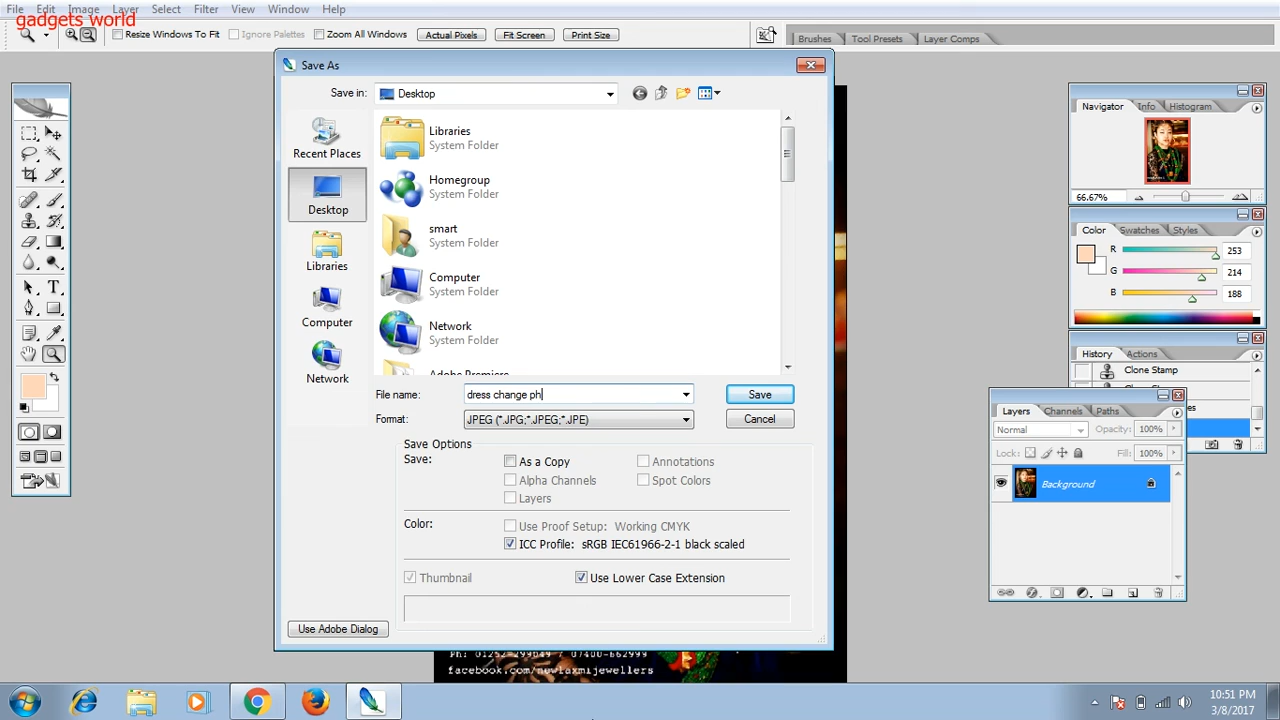 File Edit Image Layer Select Filter View Window Help
gadgets world
Resize Windows To Fit Ignore Palettes Zoom All Windows Actual Pixels Fit Screen Print Size Brushes Tool Presets Layer Comps
Save As
Save in: Desktop
Recent Places
Desktop
Libraries
Computer
Network
Libraries
System Folder
Homegroup
System Folder
smart
System Folder
Computer
System Folder
Network
System Folder
Adobe Premiere
File name: dress change ph Save
Format: JPEG (*.JPG;*.JPEG;*.JPE) Cancel
Save Options
Save: As a Copy Annotations
Alpha Channels Spot Colors
Layers
Color: Use Proof Setup: Working CMYK
ICC Profile: sRGB IEC61966-2-1 black scaled
Thumbnail Use Lower Case Extension
Use Adobe Dialog
Navigator Info Histogram
66.67%
Color Swatches Styles
R 253
G 214
B 188
History Actions
Clone Stamp
Layers Channels Paths
Normal Opacity: 100%
Lock: Fill: 100%
Background
facebook.com/newlaxmijewellers
10:51 PM
3/8/2017